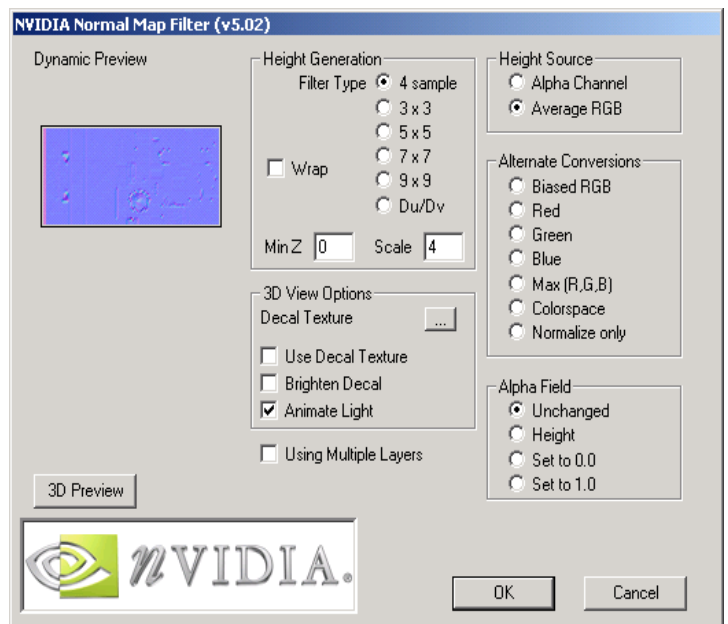 NVIDIA Normal Map Filter (v5.02)
Dynamic Preview
Height Generation
Filter Type 4 sample
3 x 3
5 x 5
7 x 7
9 x 9
Du/Dv
Wrap
Min Z 0 Scale 4
3D View Options
Decal Texture ...
Use Decal Texture
Brighten Decal
Animate Light
Using Multiple Layers
Height Source
Alpha Channel
Average RGB
Alternate Conversions
Biased RGB
Red
Green
Blue
Max (R,G,B)
Colorspace
Normalize only
Alpha Field
Unchanged
Height
Set to 0.0
Set to 1.0
3D Preview
nVIDIA.
OK Cancel